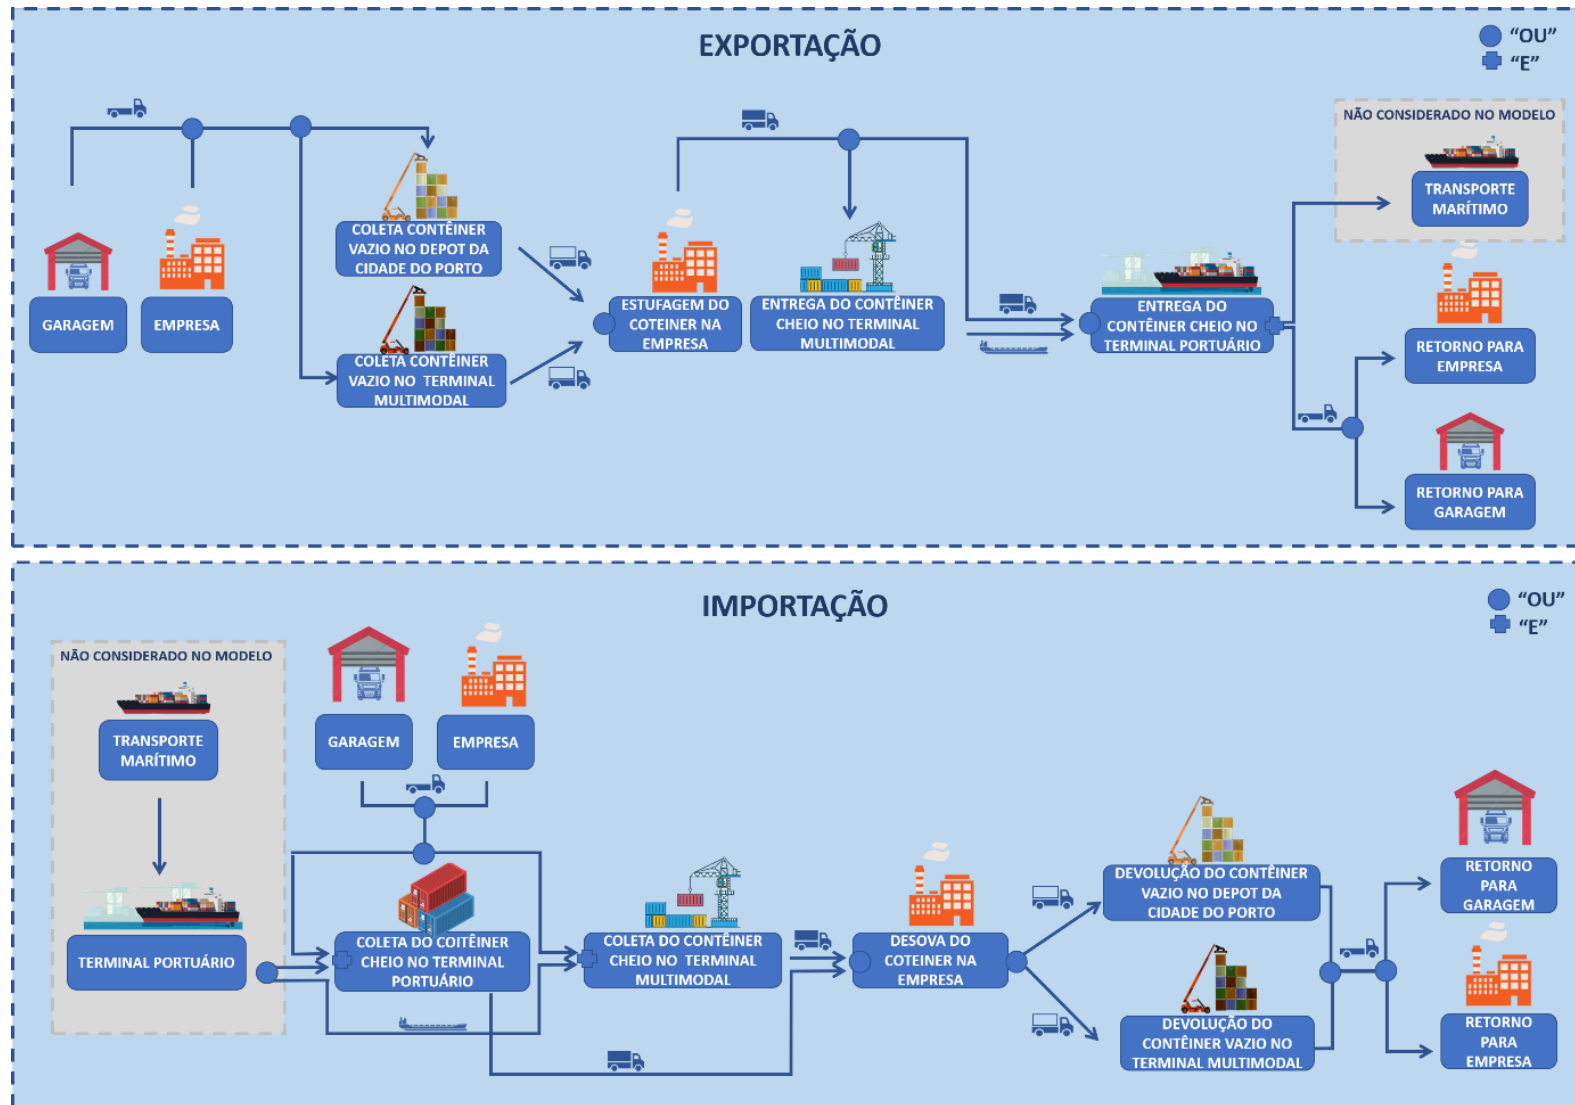 EXPORTAÇÃO
"OU"
"E"
NÃO CONSIDERADO NO MODELO
TRANSPORTE
MARÍTIMO
GARAGEM
EMPRESA
COLETA CONTÊINER
VAZIO NO DEPOT DA
CIDADE DO PORTO
COLETA CONTÊINER
VAZIO NO TERMINAL
MULTIMODAL
ESTUFAGEM DO
COTEINER NA
EMPRESA
ENTREGA DO CONTÊINER
CHEIO NO TERMINAL
MULTIMODAL
ENTREGA DO
CONTÊINER CHEIO NO
TERMINAL PORTUÁRIO
RETORNO PARA
EMPRESA
RETORNO PARA
GARAGEM
IMPORTAÇÃO
"OU"
"E"
NÃO CONSIDERADO NO MODELO
TRANSPORTE
MARÍTIMO
TERMINAL PORTUÁRIO
GARAGEM
EMPRESA
COLETA DO COITÊINER
CHEIO NO TERMINAL
PORTUÁRIO
COLETA DO CONTÊINER
CHEIO NO TERMINAL
MULTIMODAL
DESOVA DO
COTEINER NA
EMPRESA
DEVOLUÇÃO DO CONTÊINER
VAZIO NO DEPOT DA
CIDADE DO PORTO
DEVOLUÇÃO DO
CONTÊINER VAZIO NO
TERMINAL MULTIMODAL
RETORNO
PARA
GARAGEM
RETORNO
PARA
EMPRESA